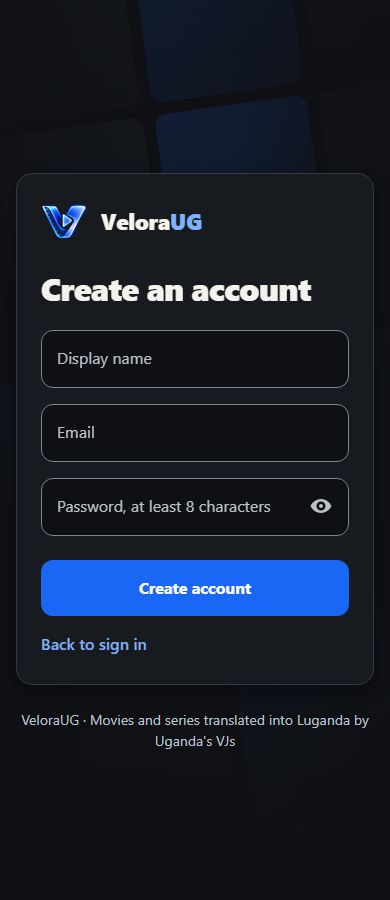 VeloraUG
Create an account
Display name
Email
Password, at least 8 characters
Create account
Back to sign in
VeloraUG · Movies and series translated into Luganda by
Uganda's VJs